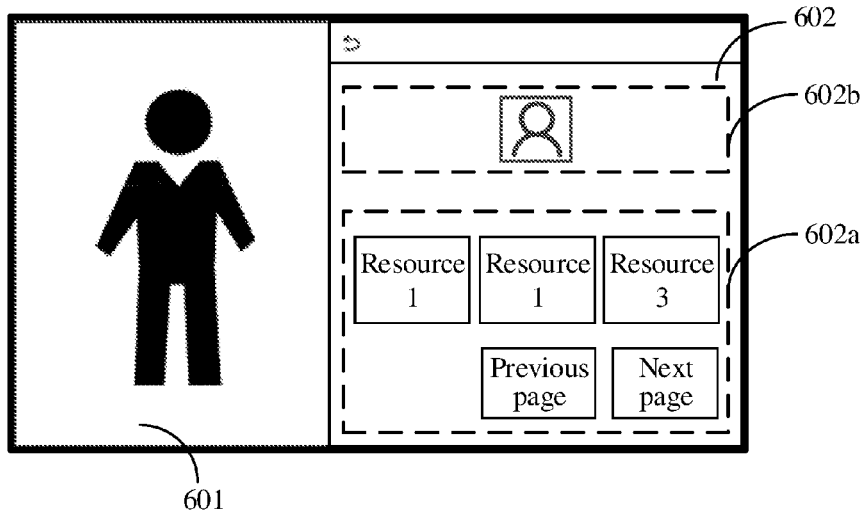 602
602b
602a
Resource 1
Resource 1
Resource 3
Previous page
Next page
601